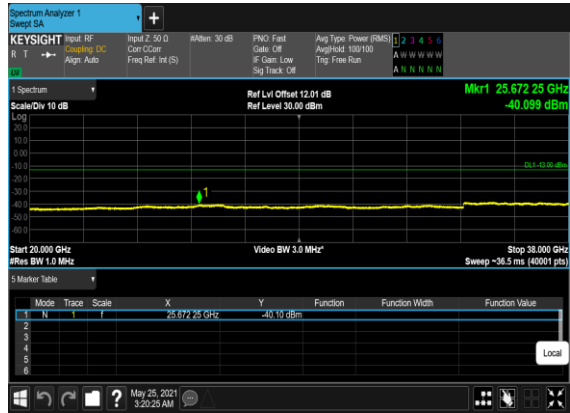 Spectrum Analyzer 1
Swept SA
+
KEYSIGHT Input: RF Input Z: 50 Ω #Atten: 30 dB PNO: Fast Avg Type: Power (RMS) 1 2 3 4 5 6
R T Coupling: DC Corr CCorr Gate: Off Avg|Hold: 100/100 A W W W W W
Align: Auto Freq Ref: Int (S) IF Gain: Low Trig: Free Run
Sig Track: Off A N N N N N
1 Spectrum Ref Lvl Offset 12.01 dB Mkr1 25.672 25 GHz
Scale/Div 10 dB Ref Level 30.00 dBm -40.099 dBm
Log
20.0
10.0
0.00
-10.0
DL1 -13.00 dBm
-20.0
-30.0
1
-40.0
-50.0
-60.0
Start 20.000 GHz Video BW 3.0 MHz* Stop 38.000 GHz
#Res BW 1.0 MHz Sweep ~36.5 ms (40001 pts)
5 Marker Table
Mode Trace Scale X Y Function Function Width Function Value
1 N 1 f 25.672 25 GHz -40.10 dBm
2
3
4
5
6
Local
? May 25, 2021
3:20:25 AM